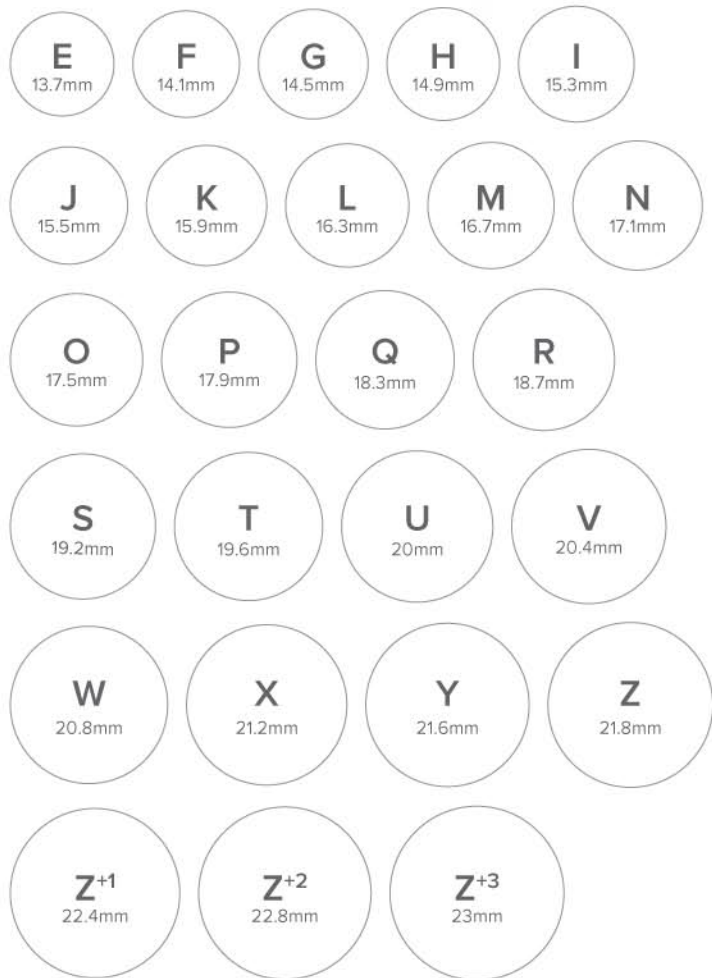 E F G H I
13.7mm 14.1mm 14.5mm 14.9mm 15.3mm
J K L M N
15.5mm 15.9mm 16.3mm 16.7mm 17.1mm
O P Q R
17.5mm 17.9mm 18.3mm 18.7mm
S T U V
19.2mm 19.6mm 20mm 20.4mm
W X Y Z
20.8mm 21.2mm 21.6mm 21.8mm
Z+1 Z+2 Z+3
22.4mm 22.8mm 23mm